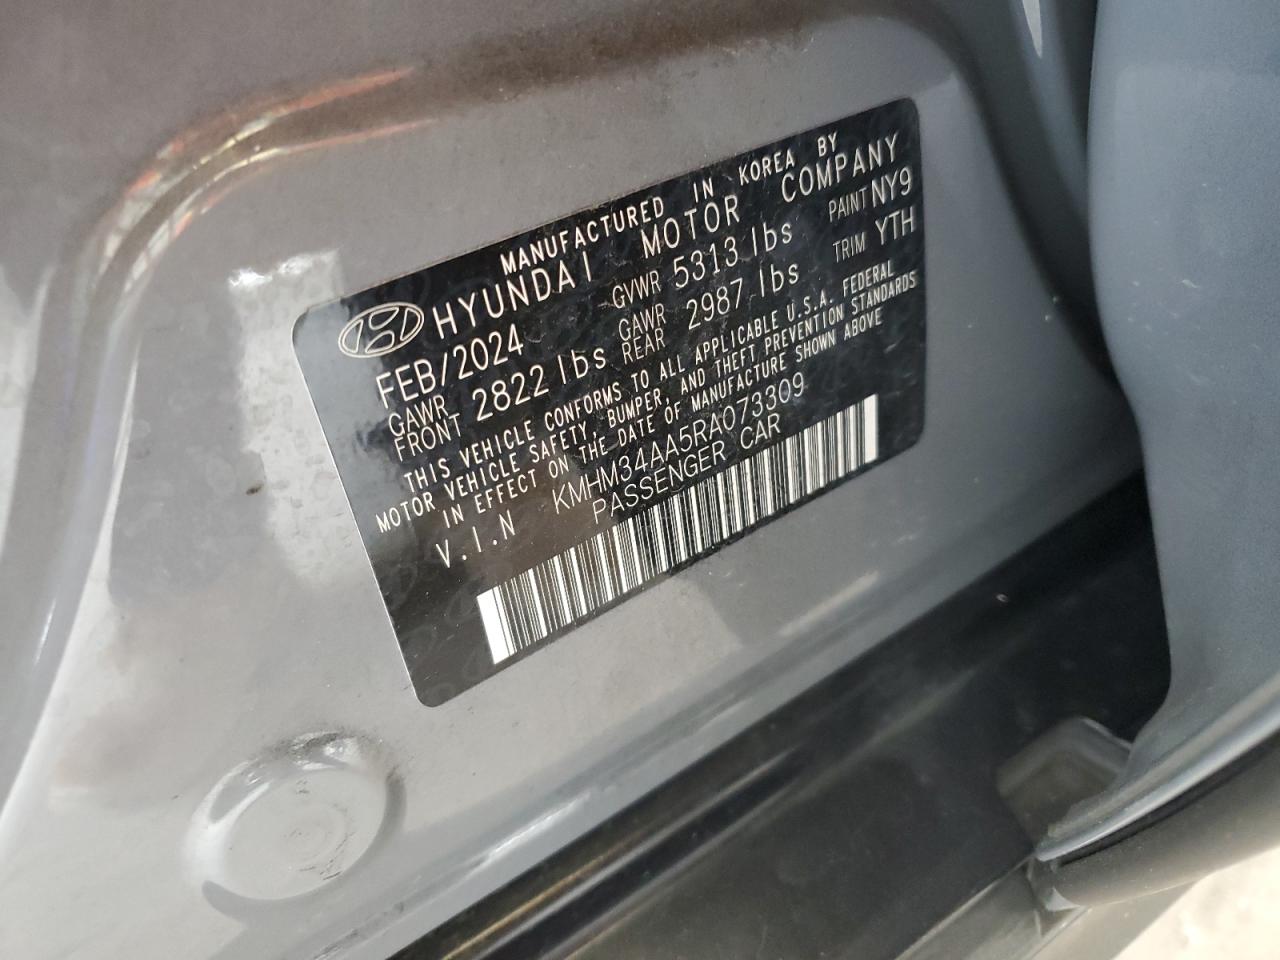 MANUFACTURED IN KOREA BY
HYUNDAI MOTOR COMPANY
FEB/2024 GVWR 5313 lbs PAINT NY9
GAWR FRONT 2822 lbs GAWR REAR 2987 lbs TRIM YTH
THIS VEHICLE CONFORMS TO ALL APPLICABLE U.S.A. FEDERAL
MOTOR VEHICLE SAFETY, BUMPER, AND THEFT PREVENTION STANDARDS
IN EFFECT ON THE DATE OF MANUFACTURE SHOWN ABOVE
V.I.N KMHM34AA5RA073309
PASSENGER CAR